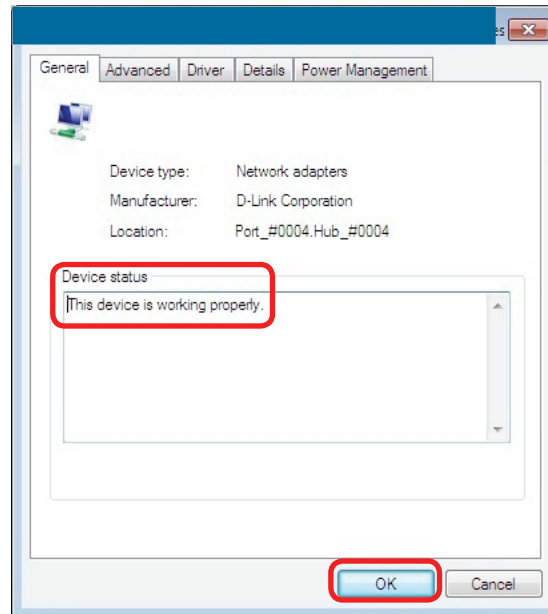 es
General Advanced Driver Details Power Management
Device type: Network adapters
Manufacturer: D-Link Corporation
Location: Port_#0004.Hub_#0004
Device status
This device is working properly.
OK Cancel